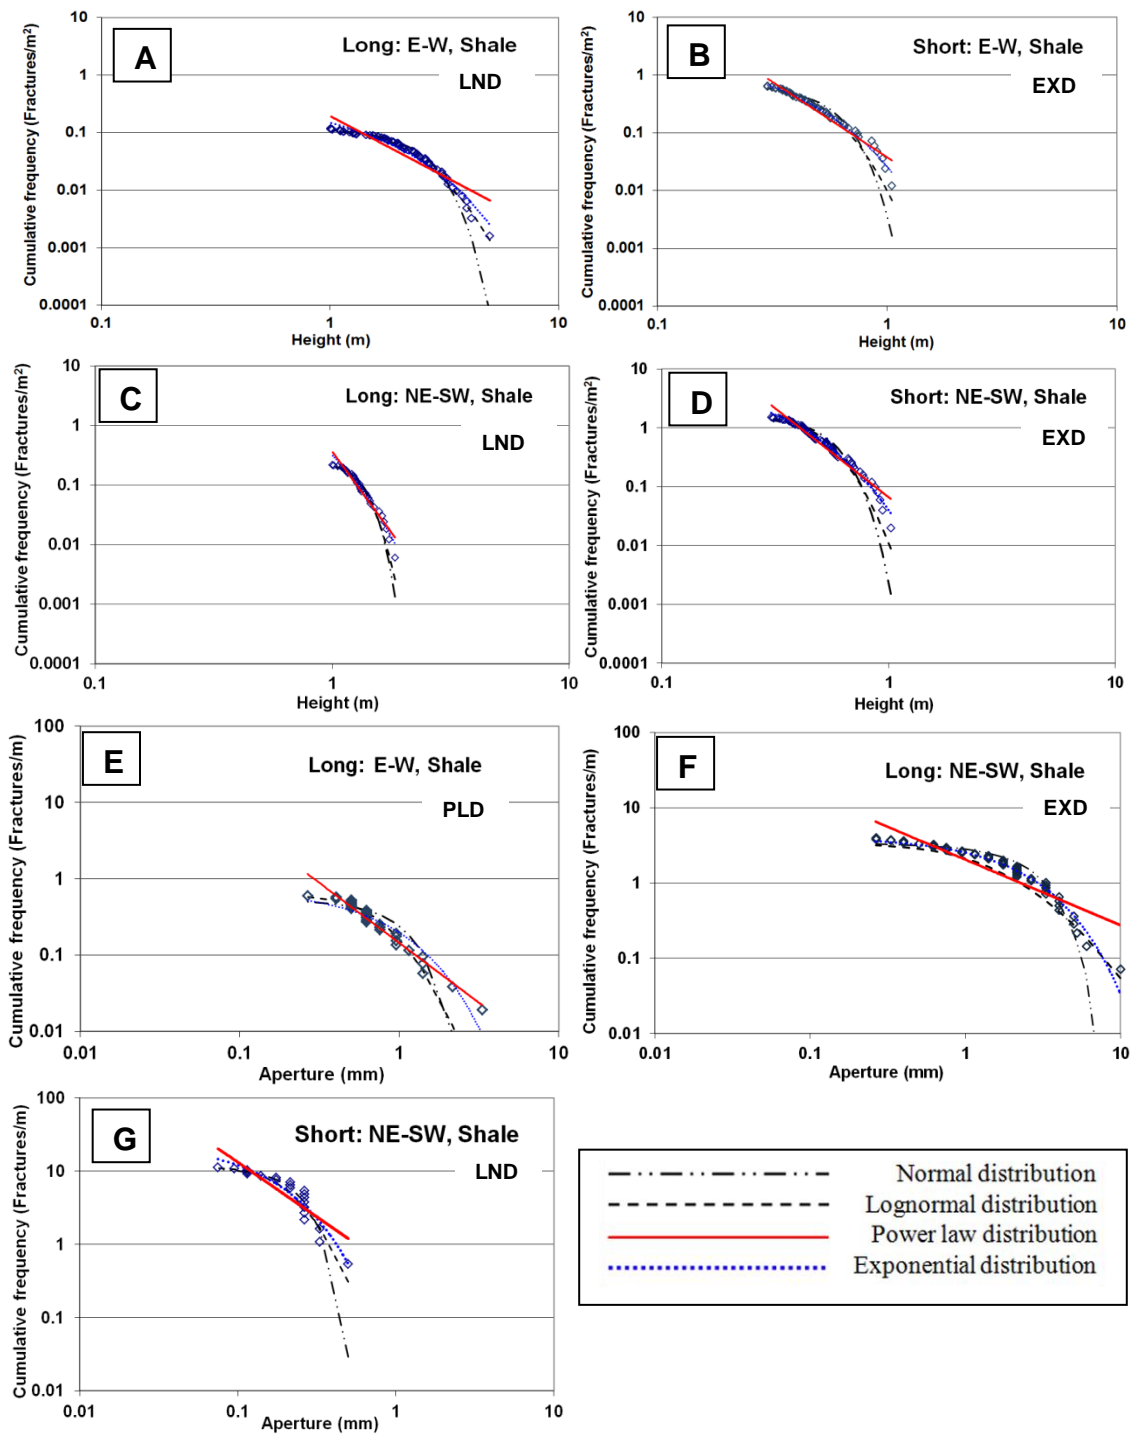 A
Long: E-W, Shale
LND
Cumulative frequency (Fractures/m²)
10
1
0.1
0.01
0.001
0.0001
0.1
1
10
Height (m)
B
Short: E-W, Shale
EXD
Cumulative frequency (Fractures/m²)
10
1
0.1
0.01
0.001
0.0001
0.1
1
10
Height (m)
C
Long: NE-SW, Shale
LND
Cumulative frequency (Fractures/m²)
10
1
0.1
0.01
0.001
0.0001
0.1
1
10
Height (m)
D
Short: NE-SW, Shale
EXD
Cumulative frequency (Fractures/m²)
10
1
0.1
0.01
0.001
0.0001
0.1
1
10
Height (m)
E
Long: E-W, Shale
PLD
Cumulative frequency (Fractures/m)
100
10
1
0.1
0.01
0.01
0.1
1
10
Aperture (mm)
F
Long: NE-SW, Shale
EXD
Cumulative frequency (Fractures/m)
100
10
1
0.1
0.01
0.01
0.1
1
10
Aperture (mm)
G
Short: NE-SW, Shale
LND
Cumulative frequency (Fractures/m)
100
10
1
0.1
0.01
0.01
0.1
1
10
Aperture (mm)
Normal distribution
Lognormal distribution
Power law distribution
Exponential distribution